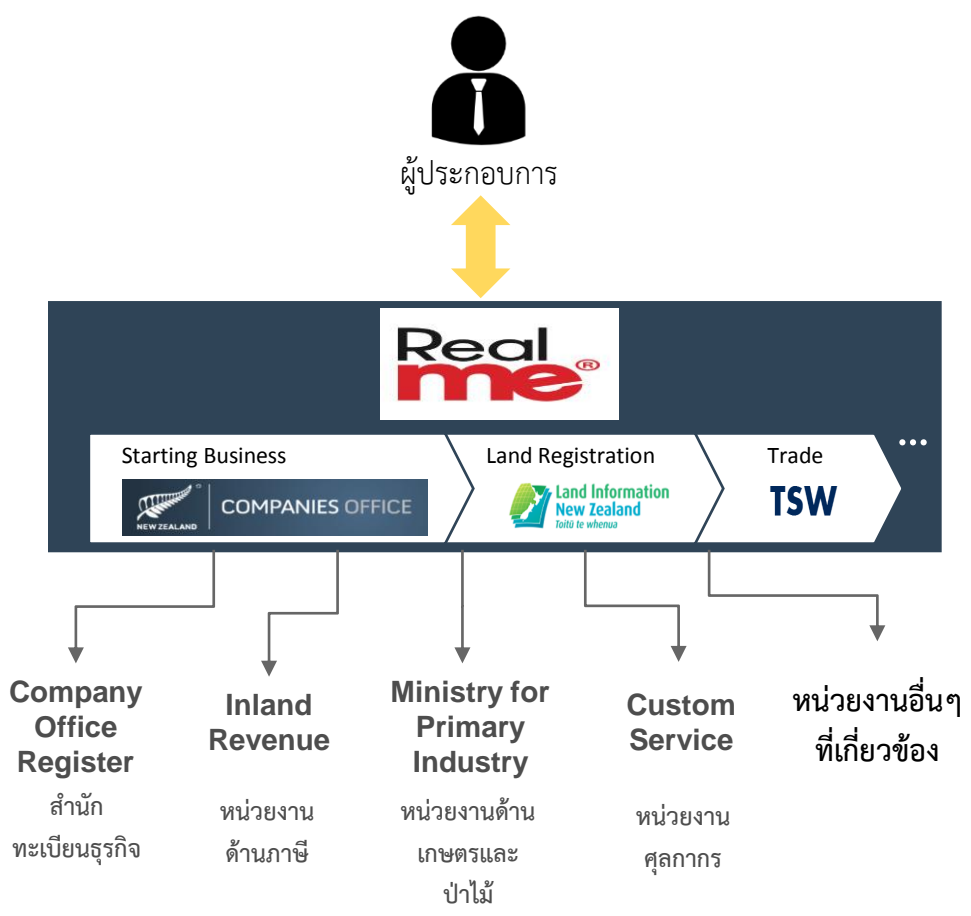 ผู้ประกอบการ
Real
me®
...
Starting Business
Land Registration
Trade
NEW ZEALAND
COMPANIES OFFICE
Land Information
New Zealand
Toitū te whenua
TSW
Company
Office
Register
สำนัก
ทะเบียนธุรกิจ
Inland
Revenue
หน่วยงาน
ด้านภาษี
Ministry for
Primary
Industry
หน่วยงานด้าน
เกษตรและ
ป่าไม้
Custom
Service
หน่วยงาน
ศุลกากร
หน่วยงานอื่นๆ
ที่เกี่ยวข้อง